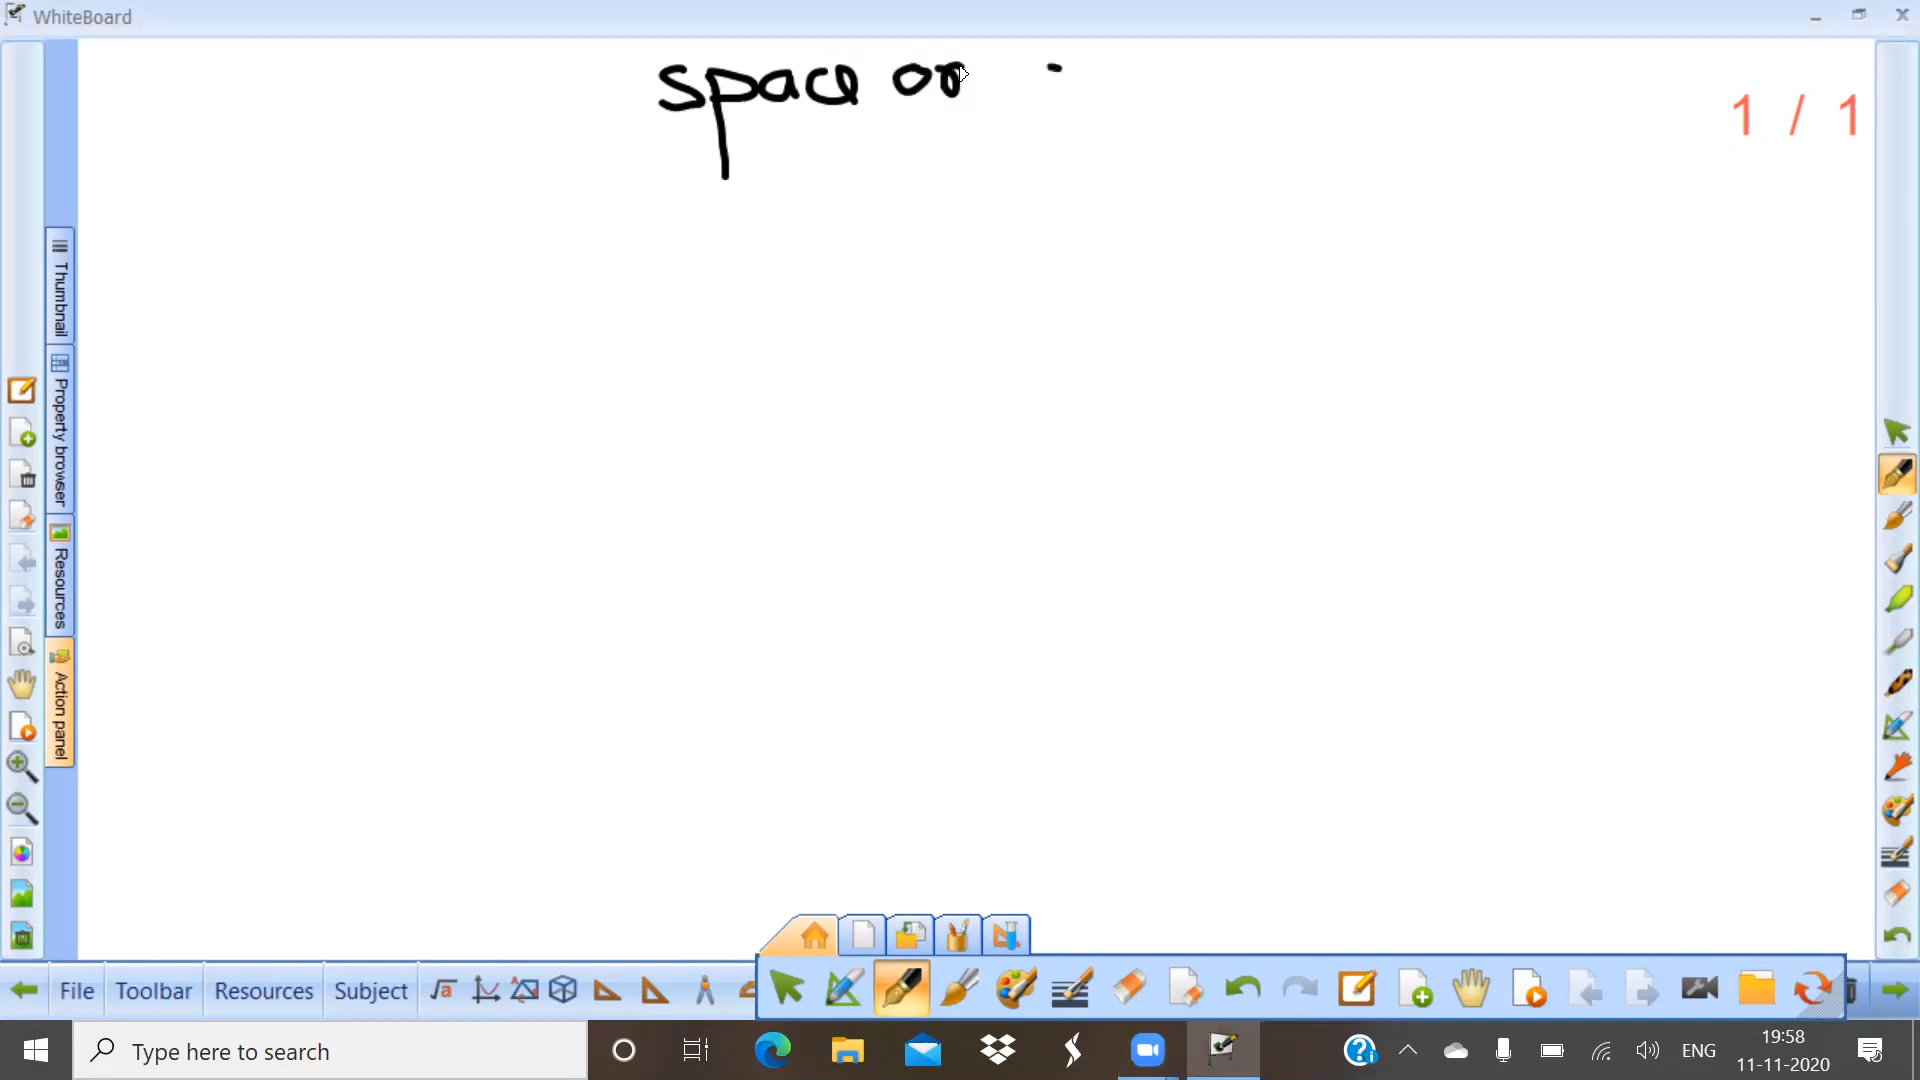 WhiteBoard
space or
1 / 1
Thumbnail
Property browser
Resources
Action panel
File Toolbar Resources Subject
Type here to search
ENG
19:58
11-11-2020